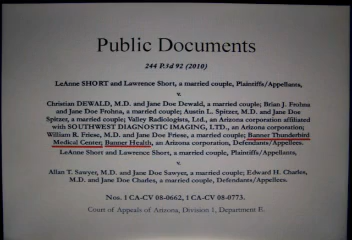 Public Documents
244 P.3d 92 (2010)
LeAnne SHORT and Lawrence Short, a married couple, Plaintiffs/Appellants,
v.
Christian DEWALD, M.D. and Jane Doe Dewald, a married couple; Brian J. Frohna
and Jane Doe Frohna, a married couple; Austin L. Spitzer, M.D. and Jane Doe
Spitzer, a married couple; Valley Radiologists, Ltd., an Arizona corporation affiliated
with SOUTHWEST DIAGNOSTIC IMAGING, LTD., an Arizona corporation;
William R. Friese, M.D. and Jane Doe Friese, a married couple; Banner Thunderbird
Medical Center; Banner Health, an Arizona corporation, Defendants/Appellees.
LeAnne Short and Lawrence Short, a married couple, Plaintiffs/Appellants,
v.
Allan T. Sawyer, M.D. and Jane Doe Sawyer, a married couple; Edward H. Charles,
M.D. and Jane Doe Charles, a married couple, Defendants/Appellees.
Nos. 1 CA-CV 08-0662, 1 CA-CV 08-0773.
Court of Appeals of Arizona, Division 1, Department E.